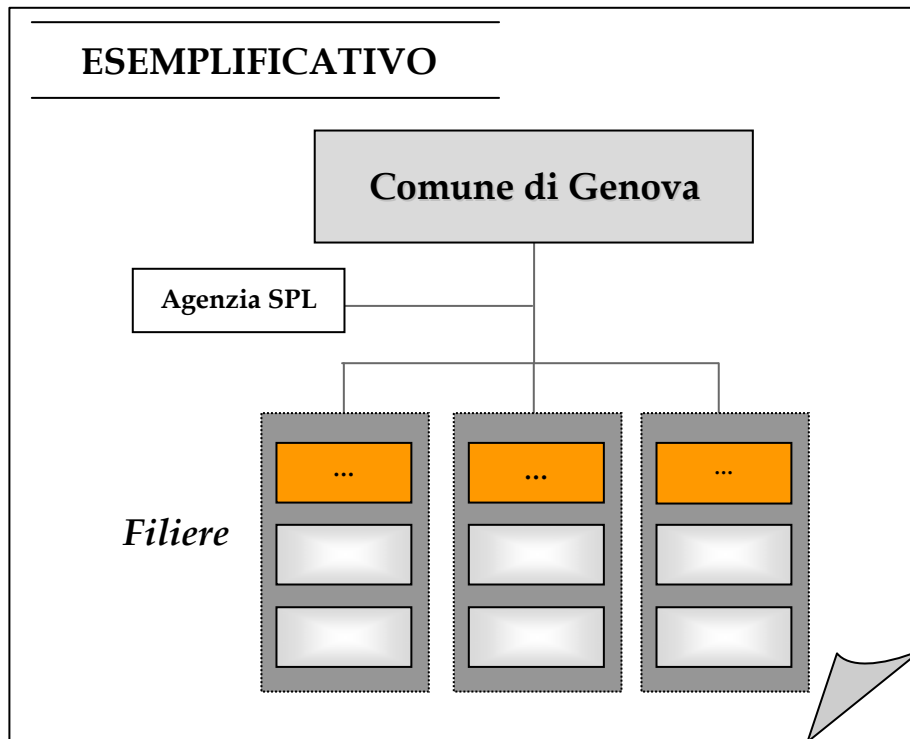 ESEMPLIFICATIVO
Comune di Genova
Agenzia SPL
... ... ...
Filiere